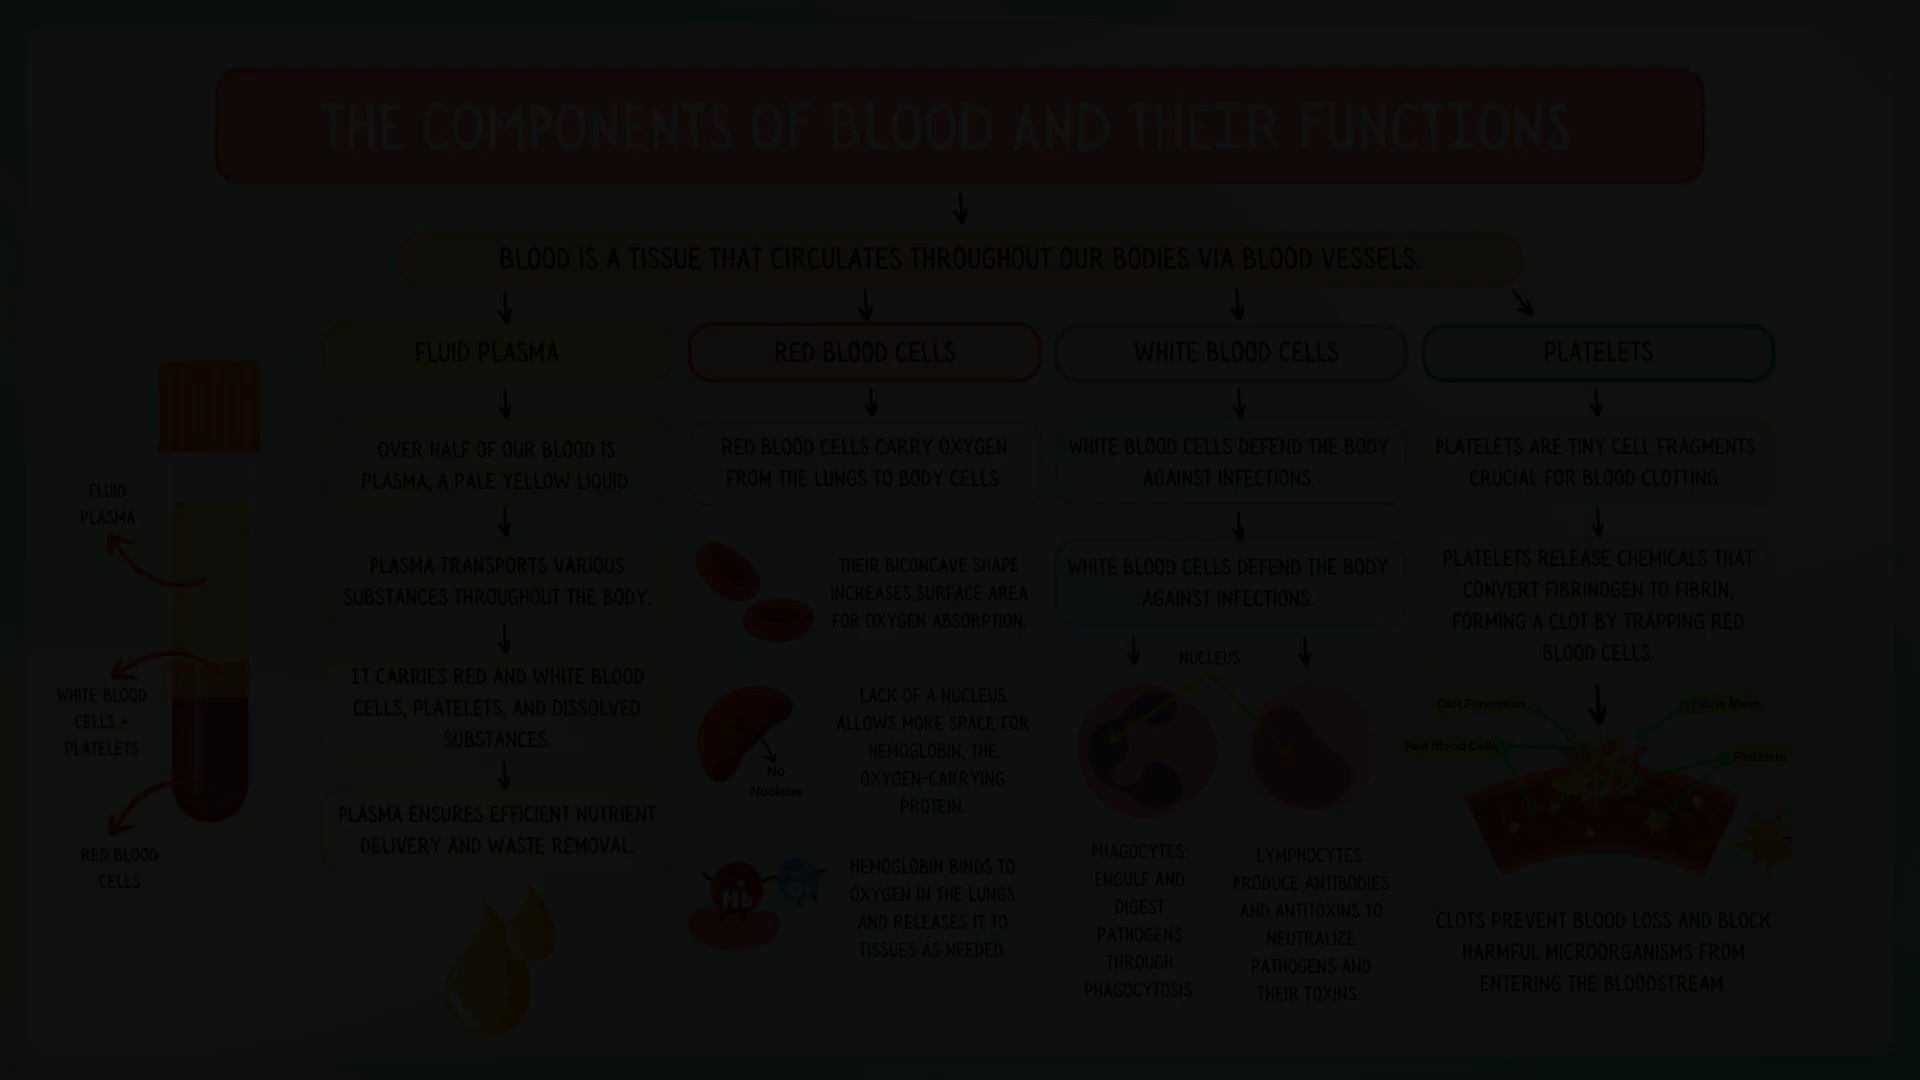 THE COMPONENTS OF BLOOD AND THEIR FUNCTIONS
BLOOD IS A TISSUE THAT CIRCULATES THROUGHOUT OUR BODIES VIA BLOOD VESSELS.
FLUID PLASMA
OVER HALF OF OUR BLOOD IS
PLASMA, A PALE YELLOW LIQUID
PLASMA TRANSPORTS VARIOUS
SUBSTANCES THROUGHOUT THE BODY.
IT CARRIES RED AND WHITE BLOOD
CELLS, PLATELETS, AND DISSOLVED
SUBSTANCES.
PLASMA ENSURES EFFICIENT NUTRIENT
DELIVERY AND WASTE REMOVAL.
FLUID
PLASMA
WHITE BLOOD
CELLS +
PLATELETS
RED BLOOD
CELLS
RED BLOOD CELLS
RED BLOOD CELLS CARRY OXYGEN
FROM THE LUNGS TO BODY CELLS.
THEIR BICONCAVE SHAPE
INCREASES SURFACE AREA
FOR OXYGEN ABSORPTION.
No
Nucleus
LACK OF A NUCLEUS
ALLOWS MORE SPACE FOR
HEMOGLOBIN, THE
OXYGEN-CARRYING
PROTEIN.
Hb
HEMOGLOBIN BINDS TO
OXYGEN IN THE LUNGS
AND RELEASES IT TO
TISSUES AS NEEDED.
WHITE BLOOD CELLS
WHITE BLOOD CELLS DEFEND THE BODY
AGAINST INFECTIONS.
WHITE BLOOD CELLS DEFEND THE BODY
AGAINST INFECTIONS.
NUCLEUS
PHAGOCYTES:
ENGULF AND
DIGEST
PATHOGENS
THROUGH
PHAGOCYTOSIS.
LYMPHOCYTES:
PRODUCE ANTIBODIES
AND ANTITOXINS TO
NEUTRALIZE
PATHOGENS AND
THEIR TOXINS.
PLATELETS
PLATELETS ARE TINY CELL FRAGMENTS
CRUCIAL FOR BLOOD CLOTTING.
PLATELETS RELEASE CHEMICALS THAT
CONVERT FIBRINOGEN TO FIBRIN,
FORMING A CLOT BY TRAPPING RED
BLOOD CELLS.
Clot Formation
Fibrin Mesh
Red Blood Cells
Platelets
CLOTS PREVENT BLOOD LOSS AND BLOCK
HARMFUL MICROORGANISMS FROM
ENTERING THE BLOODSTREAM.